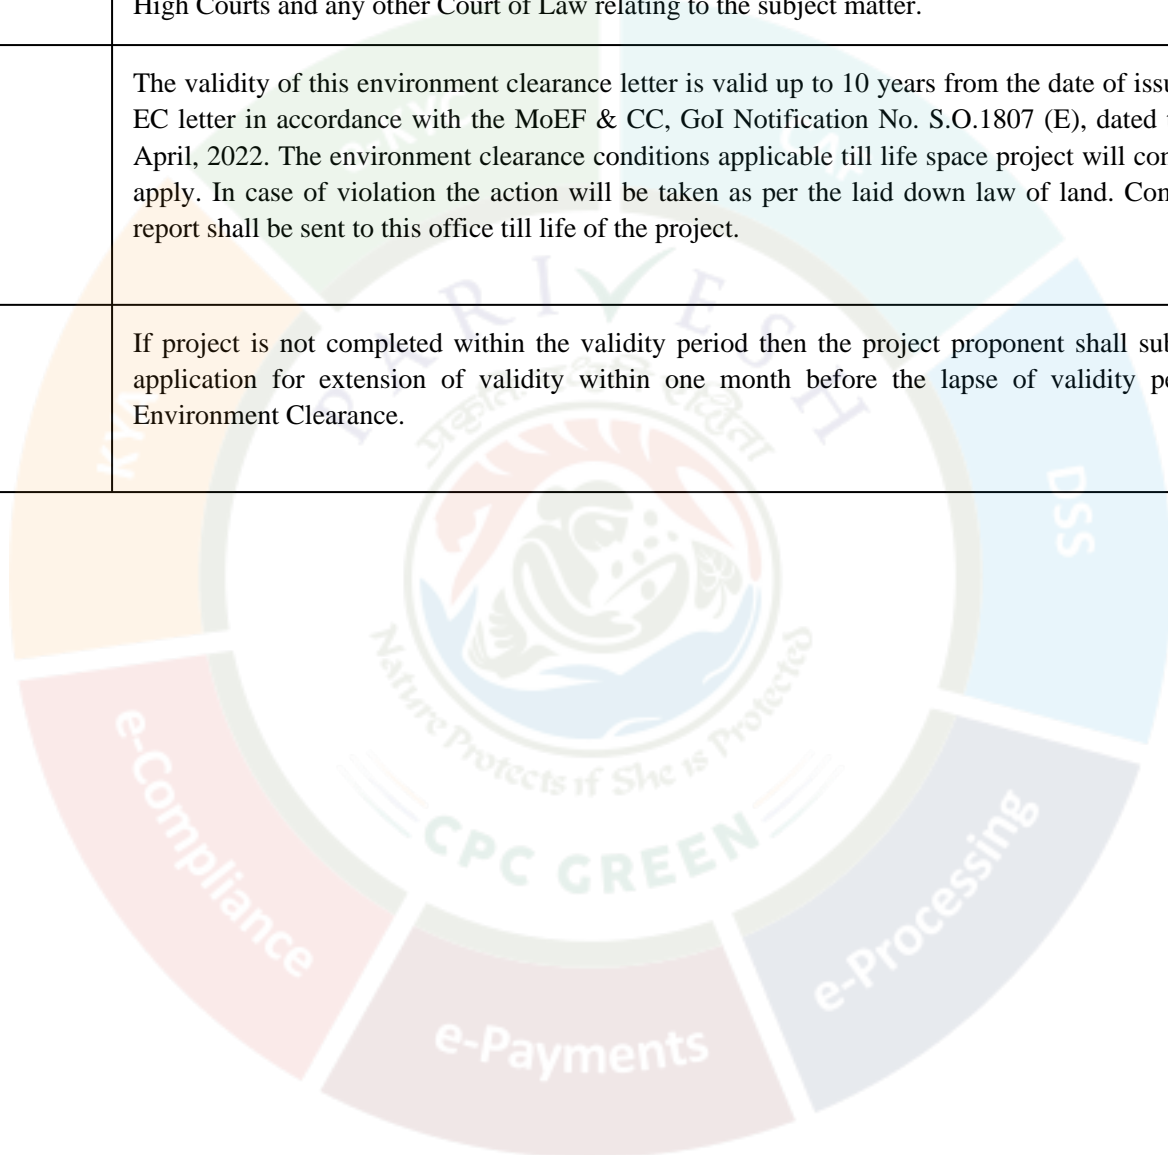 High Courts and any other Court of Law relating to the subject matter.
The validity of this environment clearance letter is valid up to 10 years from the date of
EC letter in accordance with the MoEF & CC, GoI Notification No. S.O.1807 (E), dated
April, 2022. The environment clearance conditions applicable till life space project will
apply. In case of violation the action will be taken as per the laid down law of land.
report shall be sent to this office till life of the project.
If project is not completed within the validity period then the project proponent shall
application for extension of validity within one month before the lapse of validity
Environment Clearance.
PARIVESH
प्रकृतिः रक्षति रक्षिता
DSS
Nature Protects if She is Protected
CPC GREEN
e-Compliance
e-Processing
e-Payments